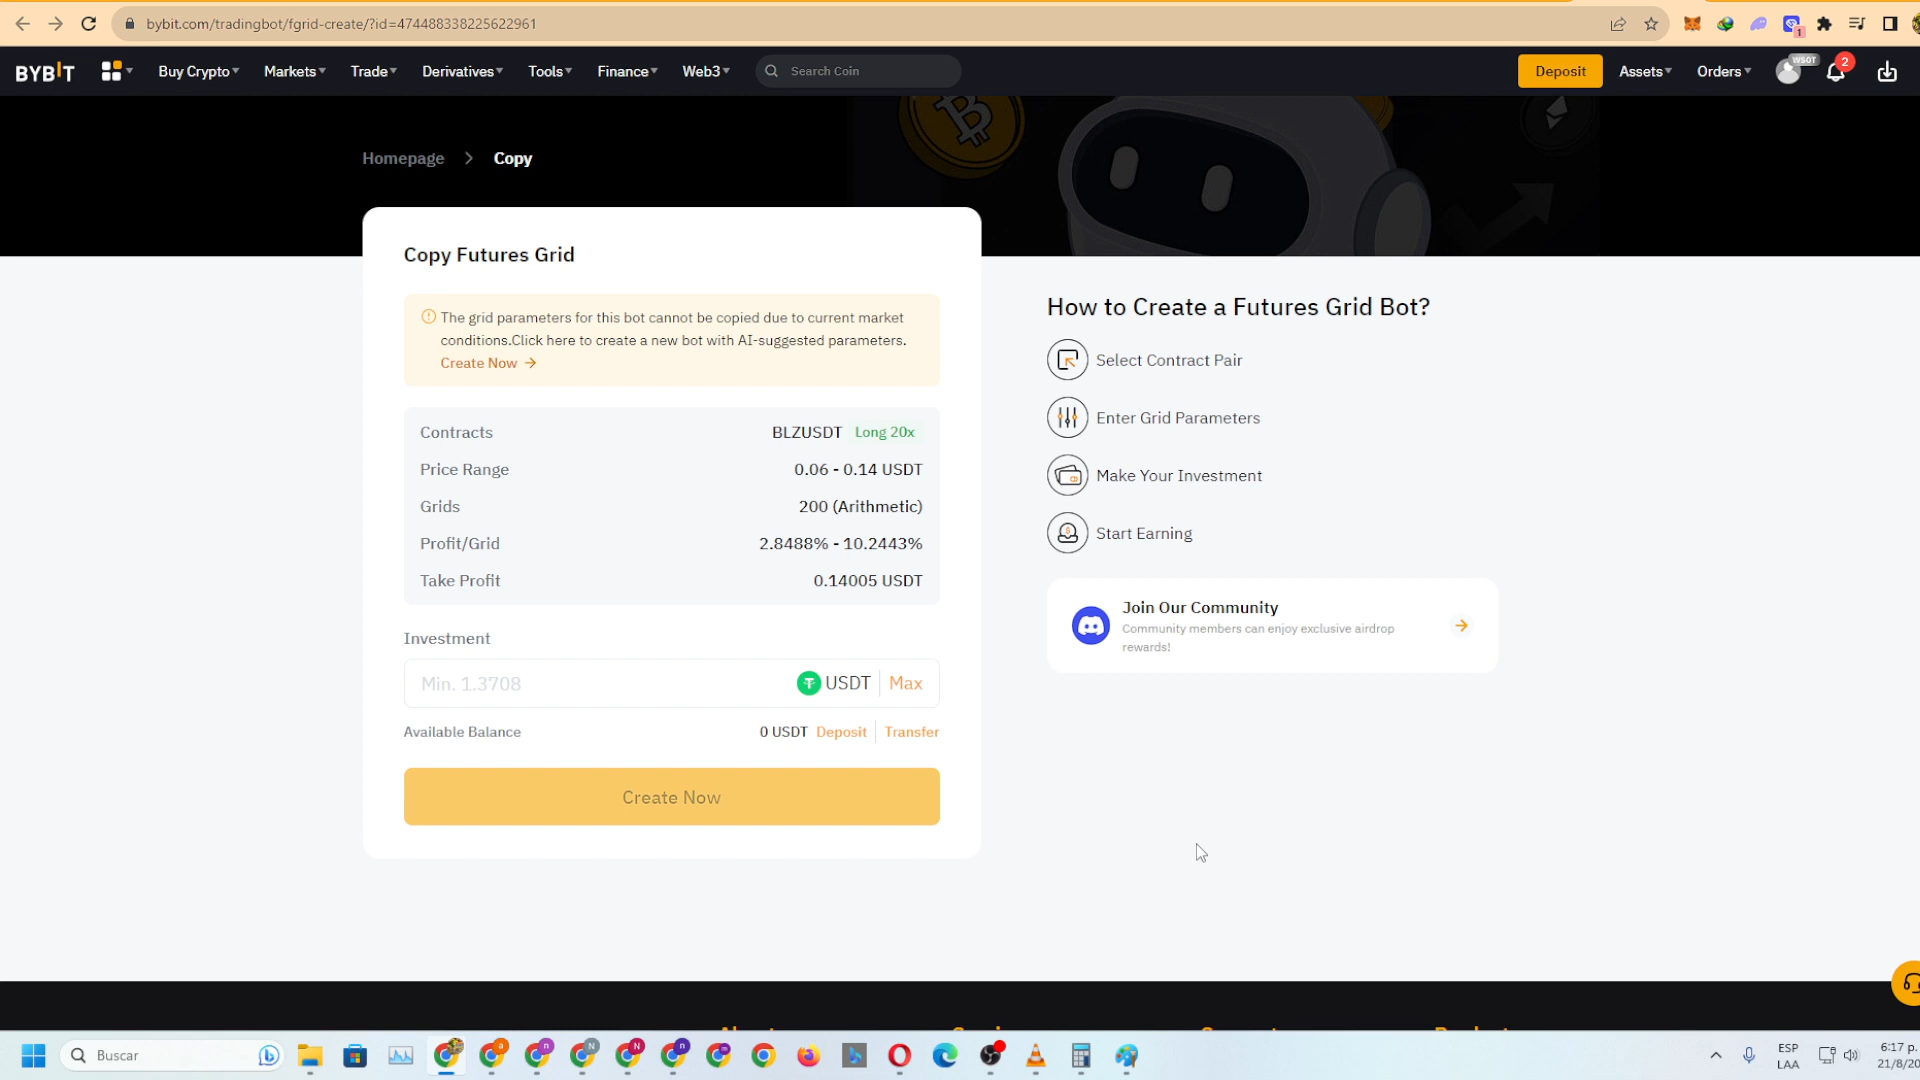 bybit.com/tradingbot/fgrid-create/?id=474488338225622961
1
BYBIT Buy Crypto Markets Trade Derivatives Tools Finance Web3 Search Coin Deposit Assets Orders WSOT 2
Homepage > Copy
Copy Futures Grid
The grid parameters for this bot cannot be copied due to current market
conditions.Click here to create a new bot with AI-suggested parameters.
Create Now →
Contracts BLZUSDT Long 20x
Price Range 0.06 - 0.14 USDT
Grids 200 (Arithmetic)
Profit/Grid 2.8488% - 10.2443%
Take Profit 0.14005 USDT
Investment
Min. 1.3708 USDT Max
Available Balance 0 USDT Deposit Transfer
Create Now
How to Create a Futures Grid Bot?
Select Contract Pair
Enter Grid Parameters
Make Your Investment
Start Earning
Join Our Community
Community members can enjoy exclusive airdrop
rewards!
Buscar
ESP
LAA
6:17 p.
21/8/20